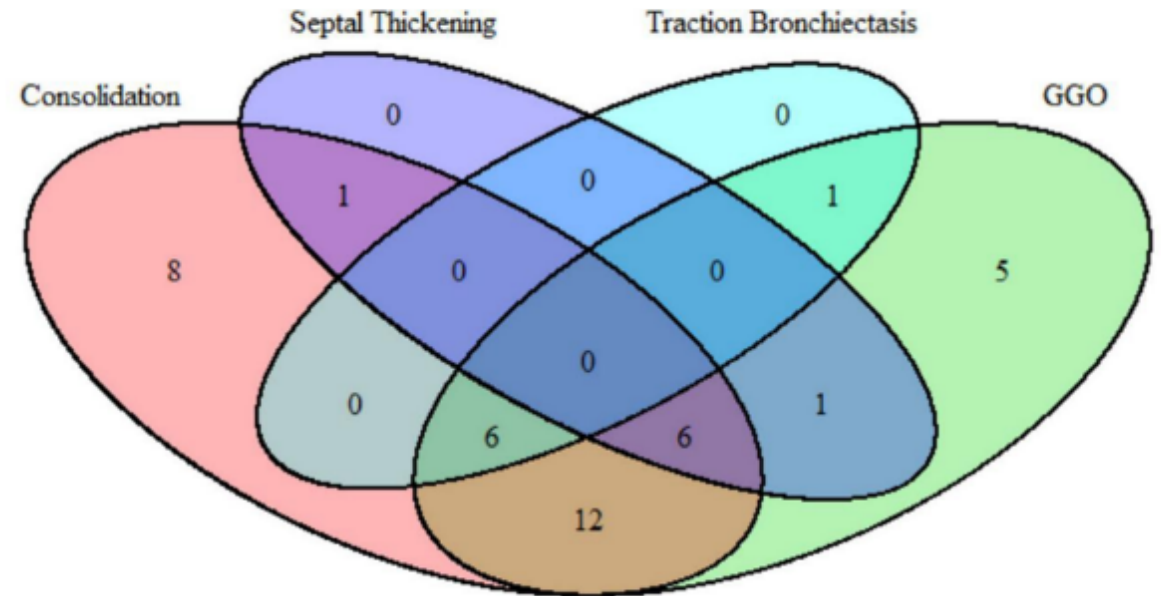 Septal Thickening Traction Bronchiectasis
Consolidation GGO
0 0
0
1 1
8 0 0 5
0
0 1
6 6
12